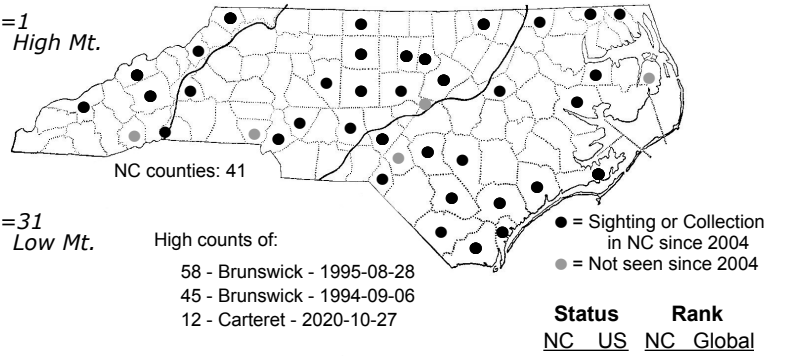 =1
High Mt.
NC counties: 41
=31
Low Mt.
High counts of:
58 - Brunswick - 1995-08-28
45 - Brunswick - 1994-09-06
12 - Carteret - 2020-10-27
= Sighting or Collection
in NC since 2004
= Not seen since 2004
Status Rank
NC US NC Global